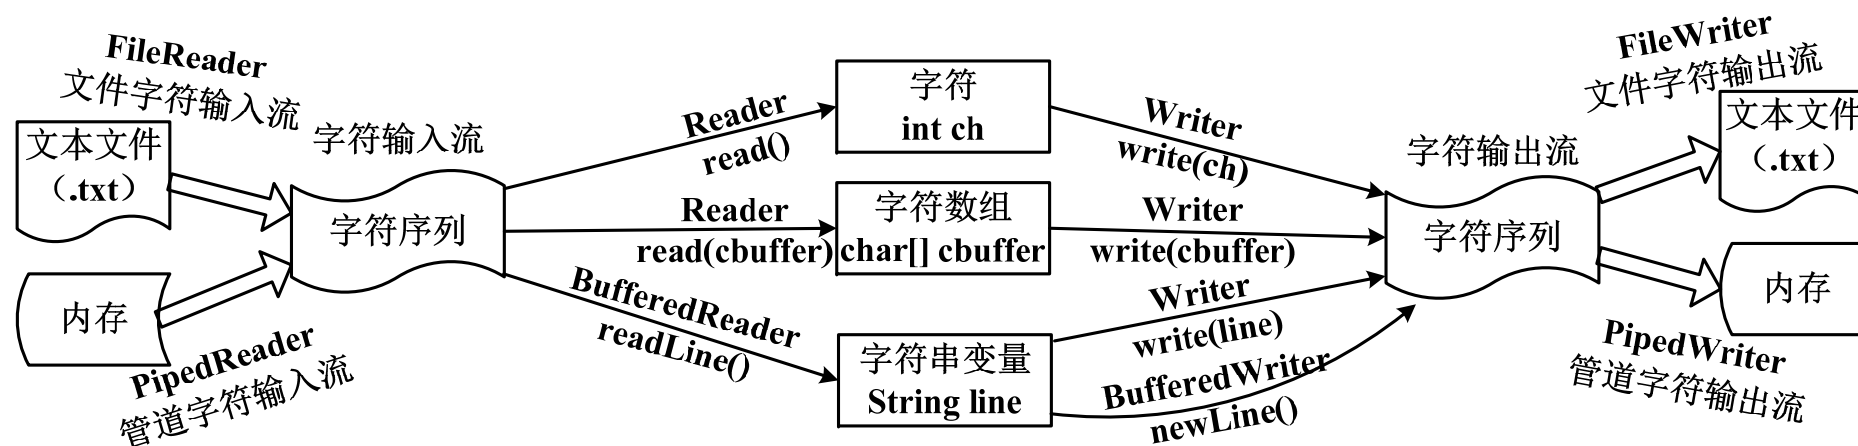 FileReader
文件字符输入流
文本文件
（.txt）
内存
PipedReader
管道字符输入流
字符输入流
字符序列
Reader
read()
Reader
read(cbuffer)
BufferedReader
readLine()
字符
int ch
字符数组
char[] cbuffer
字符串变量
String line
Writer
write(ch)
Writer
write(cbuffer)
Writer
write(line)
BufferedWriter
newLine()
字符输出流
字符序列
FileWriter
文件字符输出流
文本文件
（.txt）
内存
PipedWriter
管道字符输出流